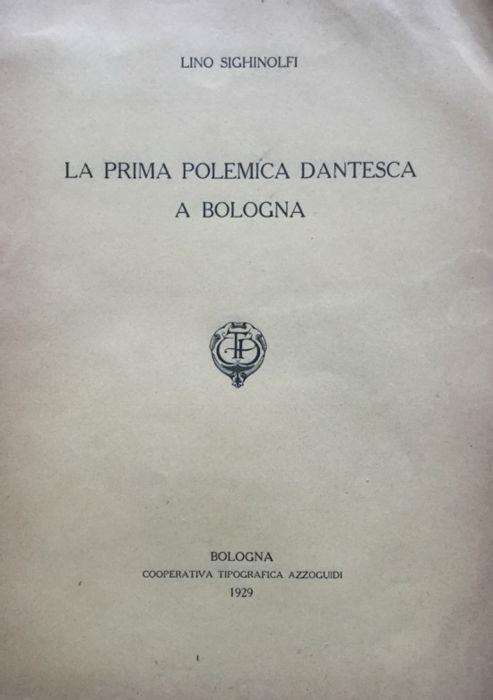 LINO SIGHINOLFI
LA PRIMA POLEMICA DANTESCA
A BOLOGNA
BOLOGNA
COOPERATIVA TIPOGRAFICA AZZOGUIDI
1929